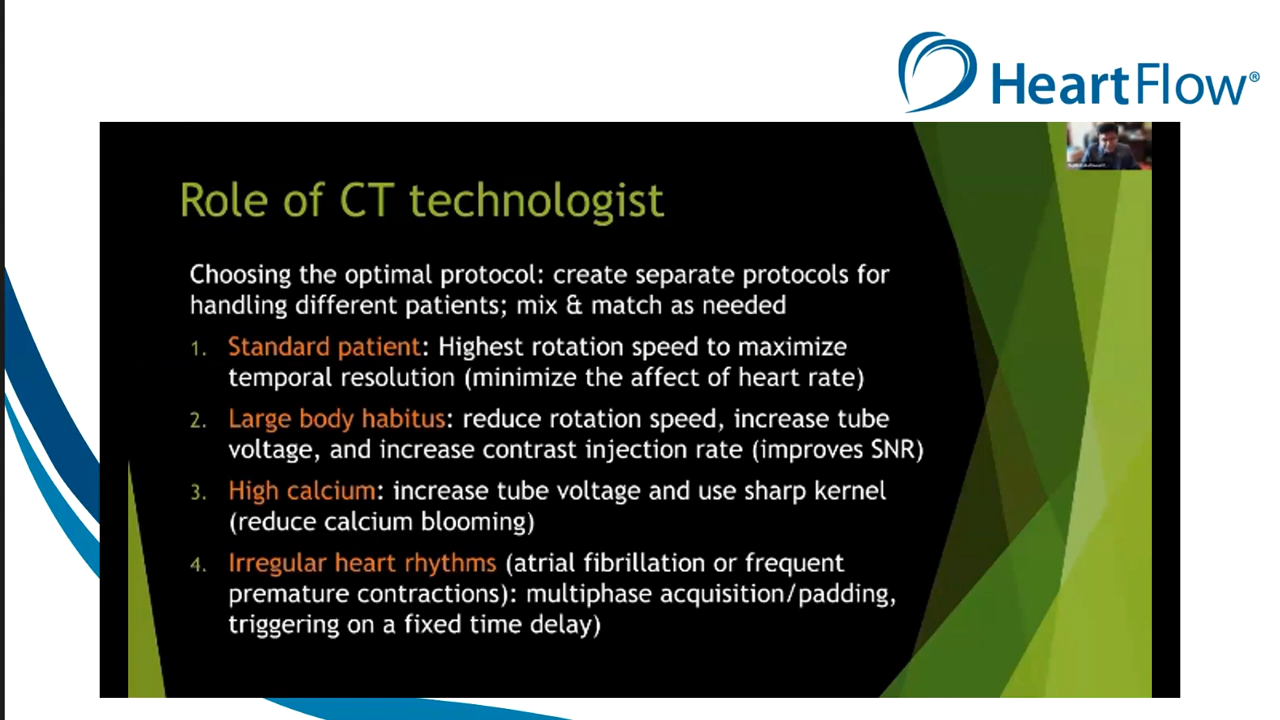 HeartFlow®
Role of CT technologist
Choosing the optimal protocol: create separate protocols for
handling different patients; mix & match as needed
1. Standard patient: Highest rotation speed to maximize
temporal resolution (minimize the affect of heart rate)
2. Large body habitus: reduce rotation speed, increase tube
voltage, and increase contrast injection rate (improves SNR)
3. High calcium: increase tube voltage and use sharp kernel
(reduce calcium blooming)
4. Irregular heart rhythms (atrial fibrillation or frequent
premature contractions): multiphase acquisition/padding,
triggering on a fixed time delay)